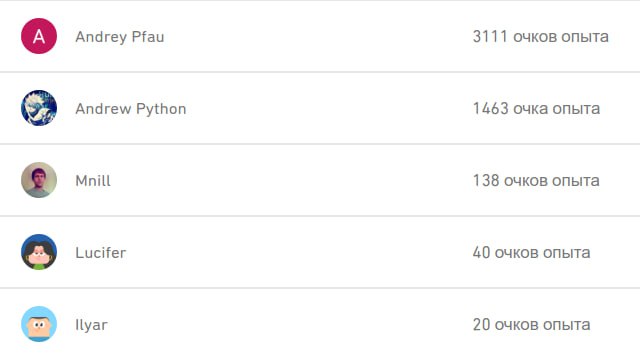 A Andrey Pfau 3111 очков опыта
Andrew Python 1463 очка опыта
Mnill 138 очков опыта
Lucifer 40 очков опыта
Ilyar 20 очков опыта